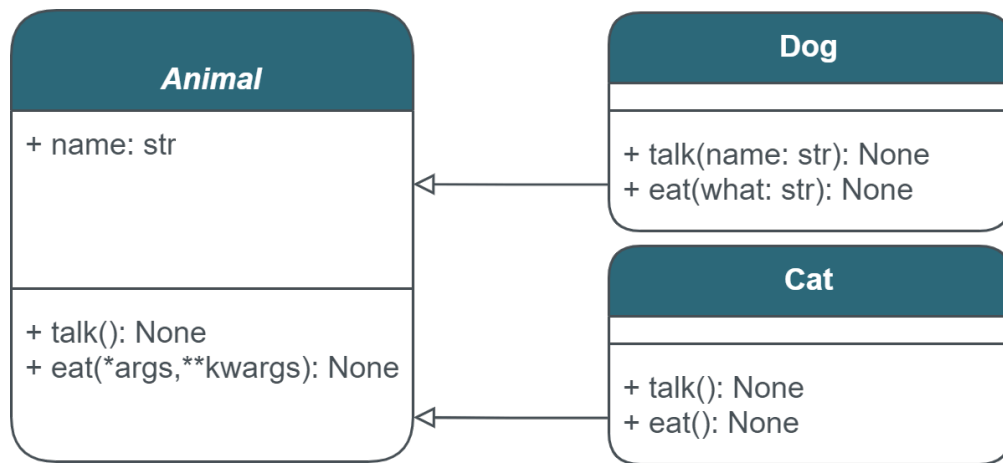 Animal
+ name: str
+ talk(): None
+ eat(*args,**kwargs): None
Dog
+ talk(name: str): None
+ eat(what: str): None
Cat
+ talk(): None
+ eat(): None